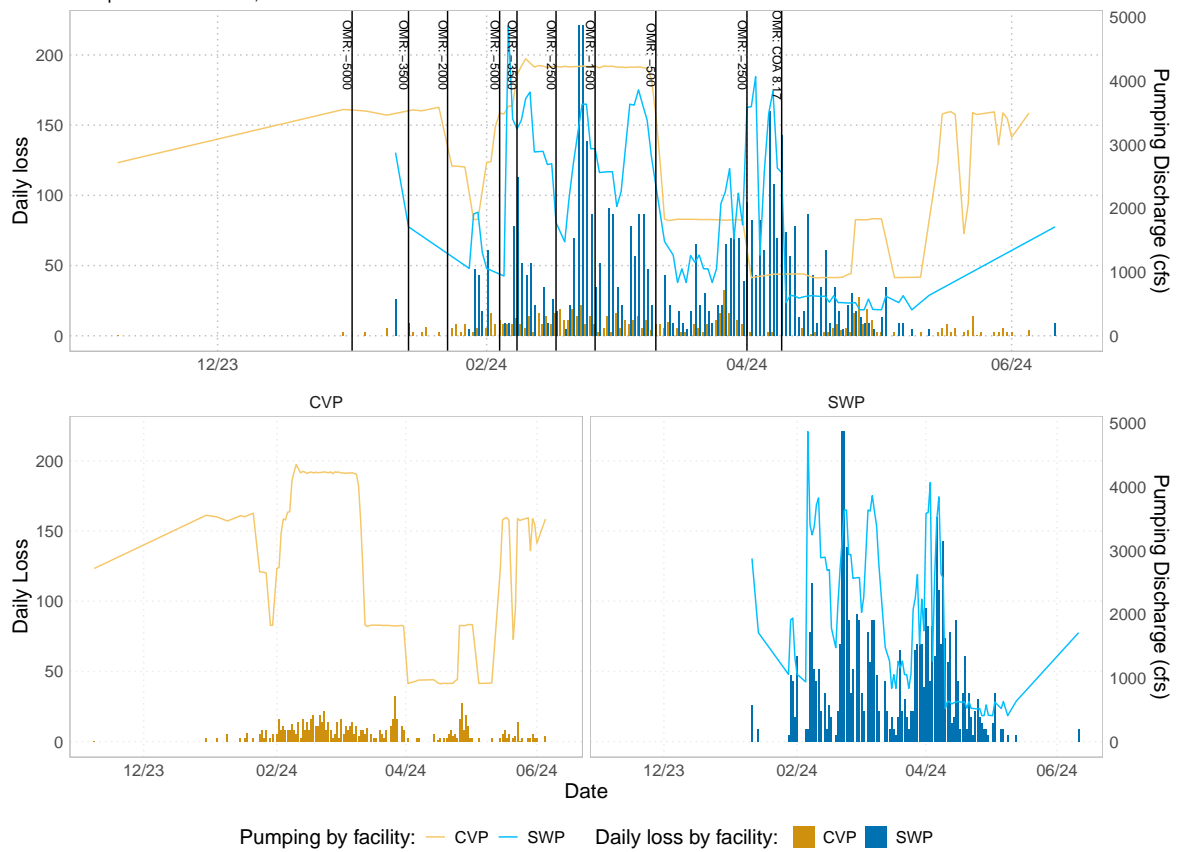 OMR: −5000
OMR: −3500
OMR: −2000
OMR: −5000
OMR: −3500
OMR: −2500
OMR: −1500
OMR: −500
OMR: −2500
OMR: COA 8.17
Daily loss
200
150
100
50
0
5000
4000
3000
2000
1000
0
Pumping Discharge (cfs)
12/23
02/24
04/24
06/24
CVP
SWP
Daily Loss
200
150
100
50
0
5000
4000
3000
2000
1000
0
Pumping Discharge (cfs)
12/23
02/24
04/24
06/24
12/23
02/24
04/24
06/24
Date
Pumping by facility: CVP SWP Daily loss by facility: CVP SWP